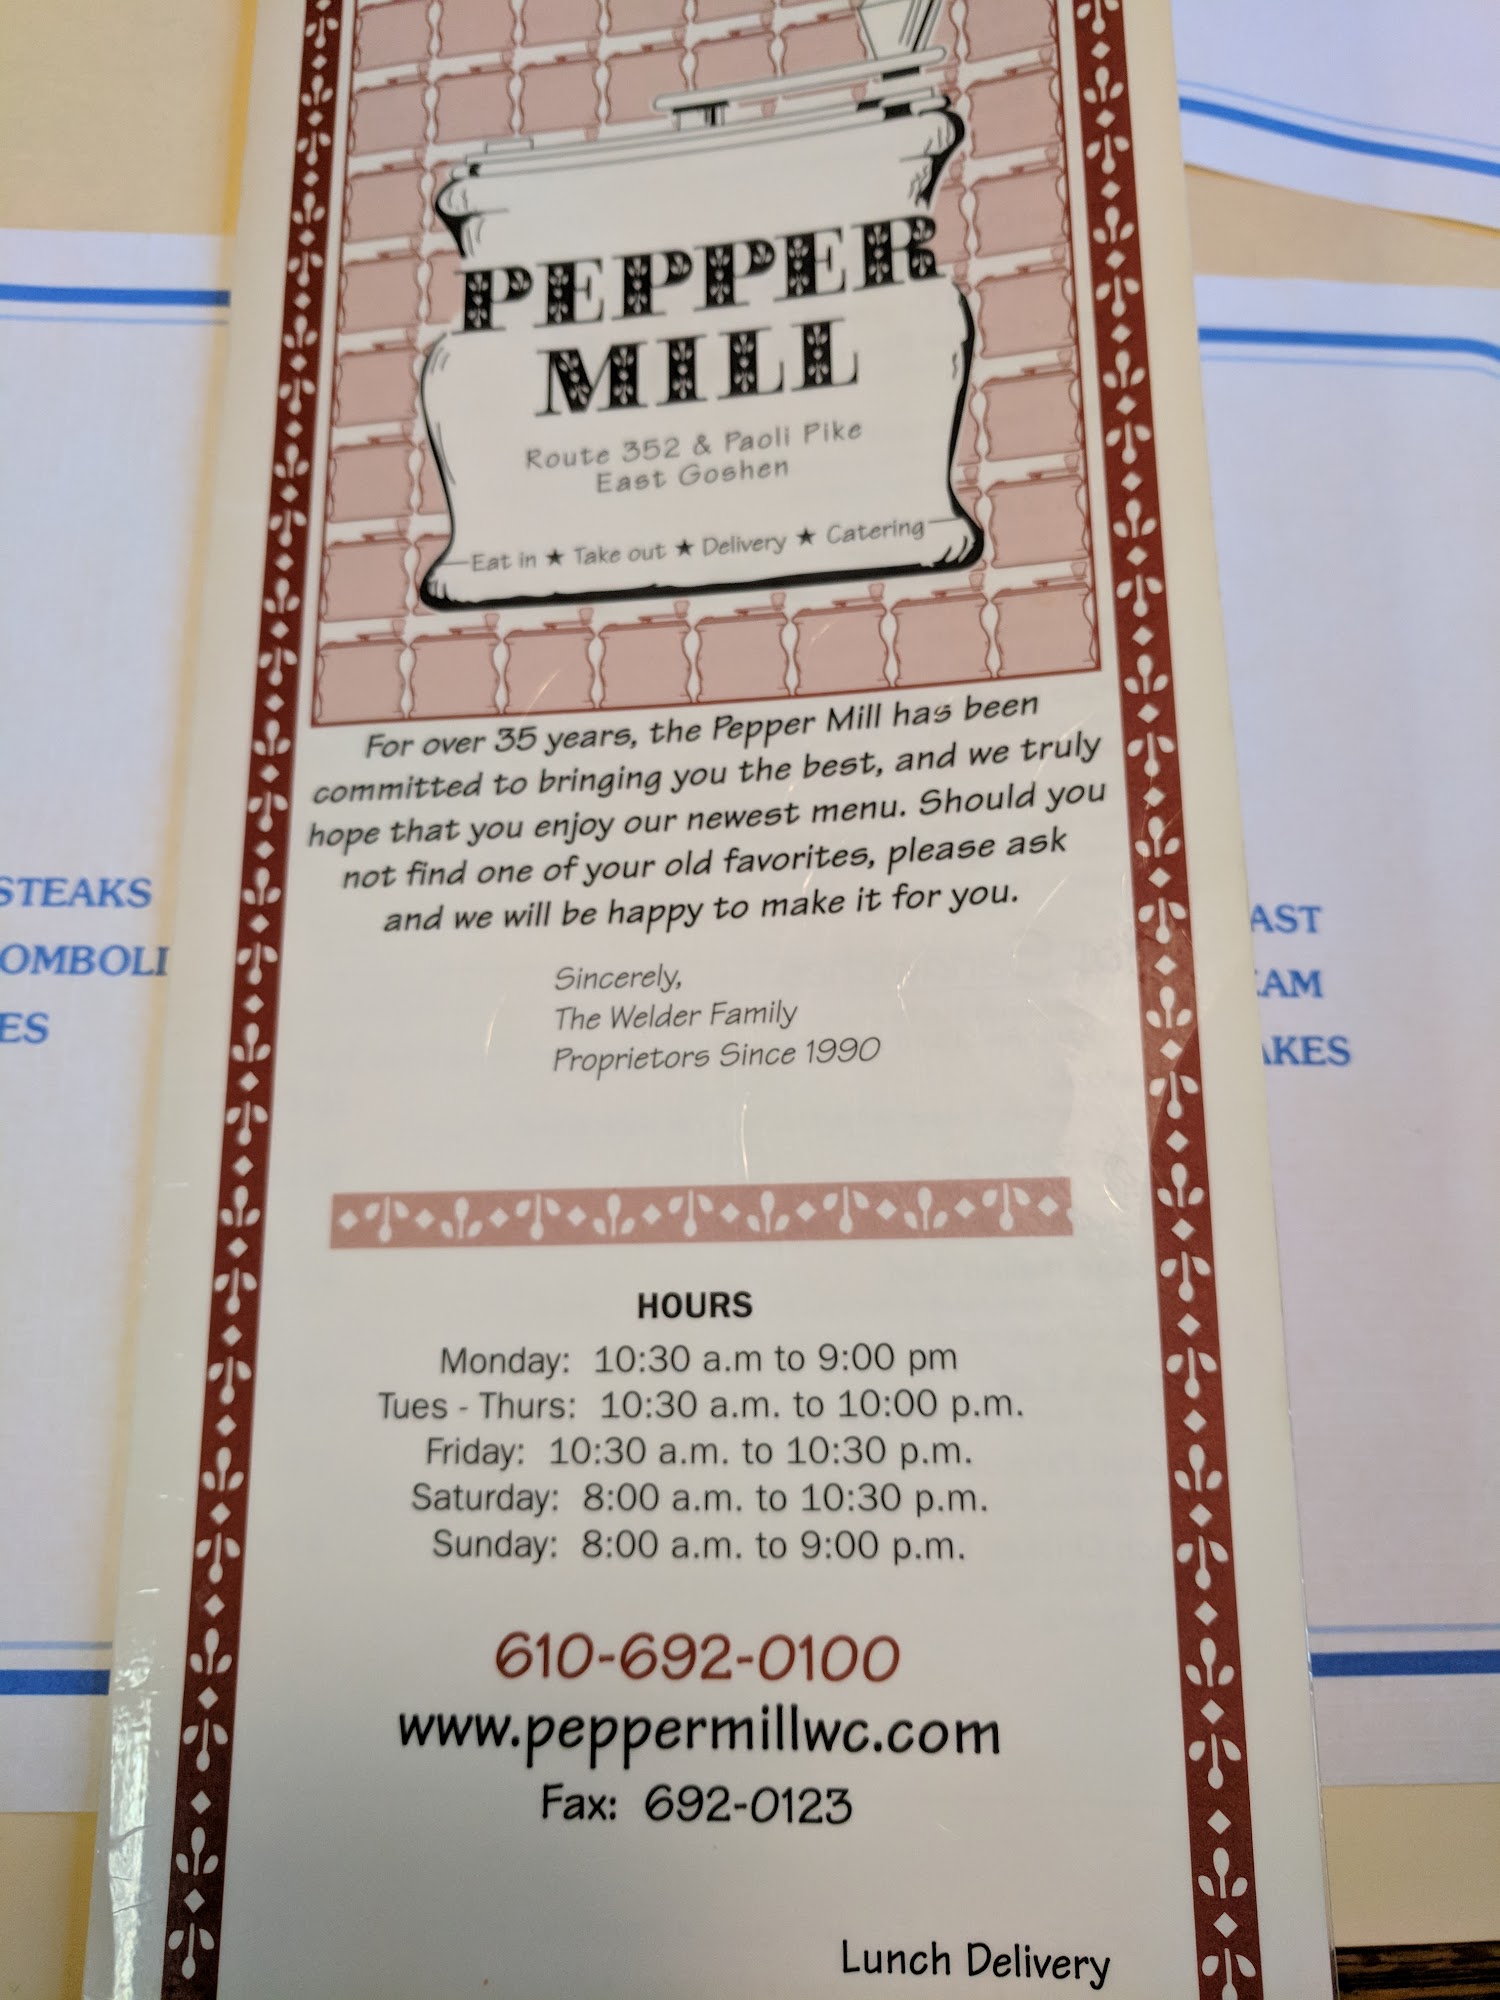 PEPPER
MILL
Route 352 & Paoli Pike
East Goshen
Eat in ★ Take out ★ Delivery ★ Catering
For over 35 years, the Pepper Mill has been
committed to bringing you the best, and we truly
hope that you enjoy our newest menu. Should you
not find one of your old favorites, please ask
and we will be happy to make it for you.
Sincerely,
The Welder Family
Proprietors Since 1990
HOURS
Monday: 10:30 a.m to 9:00 pm
Tues - Thurs: 10:30 a.m. to 10:00 p.m.
Friday: 10:30 a.m. to 10:30 p.m.
Saturday: 8:00 a.m. to 10:30 p.m.
Sunday: 8:00 a.m. to 9:00 p.m.
610-692-0100
www.peppermillwc.com
Fax: 692-0123
Lunch Delivery
STEAKS
OMBOLI
ES
AST
EAM
AKES